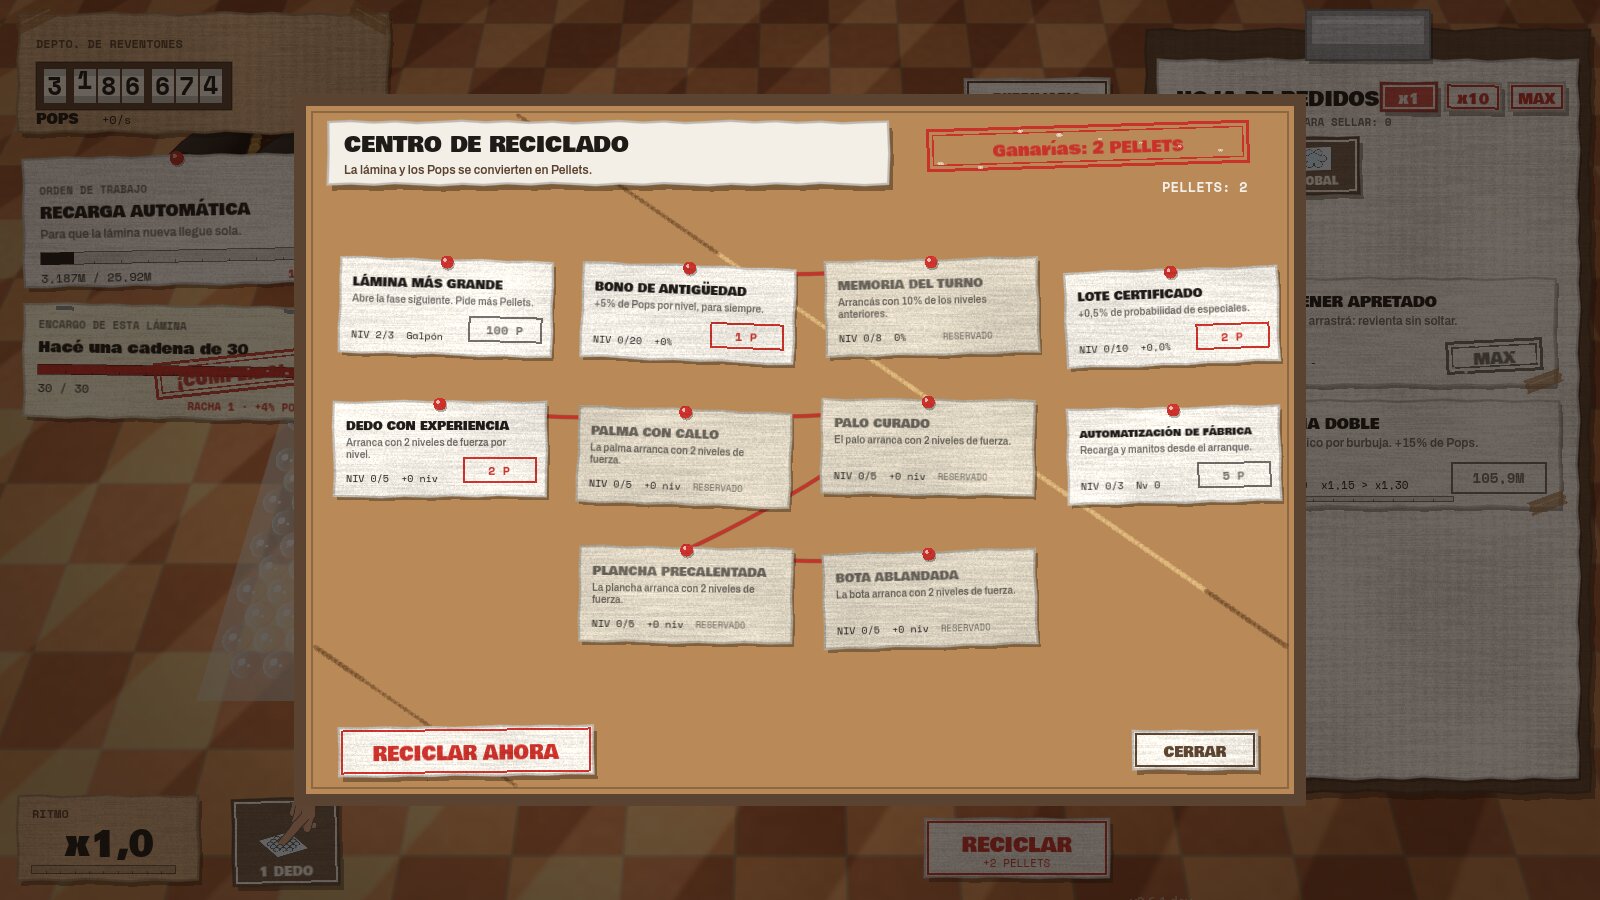 DEPTO. DE REVENTONES
3 186 674
POPS +0/s
ORDEN DE TRABAJO
RECARGA AUTOMÁTICA
Para que la lámina nueva llegue sola.
3,187M / 25,92M
ENCARGO DE ESTA LÁMINA
Hacé una cadena de 30
30 / 30
RACHA 1 · +4% PO
RITMO
x1,0
1 DEDO
CENTRO DE RECICLADO
La lámina y los Pops se convierten en Pellets.
Ganarías: 2 PELLETS
PELLETS: 2
LÁMINA MÁS GRANDE
Abre la fase siguiente. Pide más Pellets.
NIV 2/3 Galpón 100 P
BONO DE ANTIGÜEDAD
+5% de Pops por nivel, para siempre.
NIV 0/20 +0% 1 P
MEMORIA DEL TURNO
Arrancás con 10% de los niveles
anteriores.
NIV 0/8 0% RESERVADO
LOTE CERTIFICADO
+0,5% de probabilidad de especiales.
NIV 0/10 +0,0% 2 P
DEDO CON EXPERIENCIA
Arranca con 2 niveles de fuerza por
nivel.
NIV 0/5 +0 niv 2 P
PALMA CON CALLO
La palma arranca con 2 niveles de
fuerza.
NIV 0/5 +0 niv RESERVADO
PALO CURADO
El palo arranca con 2 niveles de fuerza.
NIV 0/5 +0 niv RESERVADO
AUTOMATIZACIÓN DE FÁBRICA
Recarga y manitos desde el arranque.
NIV 0/3 Nv 0 5 P
PLANCHA PRECALENTADA
La plancha arranca con 2 niveles de
fuerza.
NIV 0/5 +0 niv RESERVADO
BOTA ABLANDADA
La bota arranca con 2 niveles de fuerza.
NIV 0/5 +0 niv RESERVADO
RECICLAR AHORA
CERRAR
RECICLAR
+2 PELLETS
HOJA DE PEDIDOS x1 x10 MAX
ARA SELLAR: 0
OBAL
ENER APRETADO
arrastrá: revienta sin soltar.
MAX
A DOBLE
ico por burbuja. +15% de Pops.
x1,15 > x1,30 105,9M